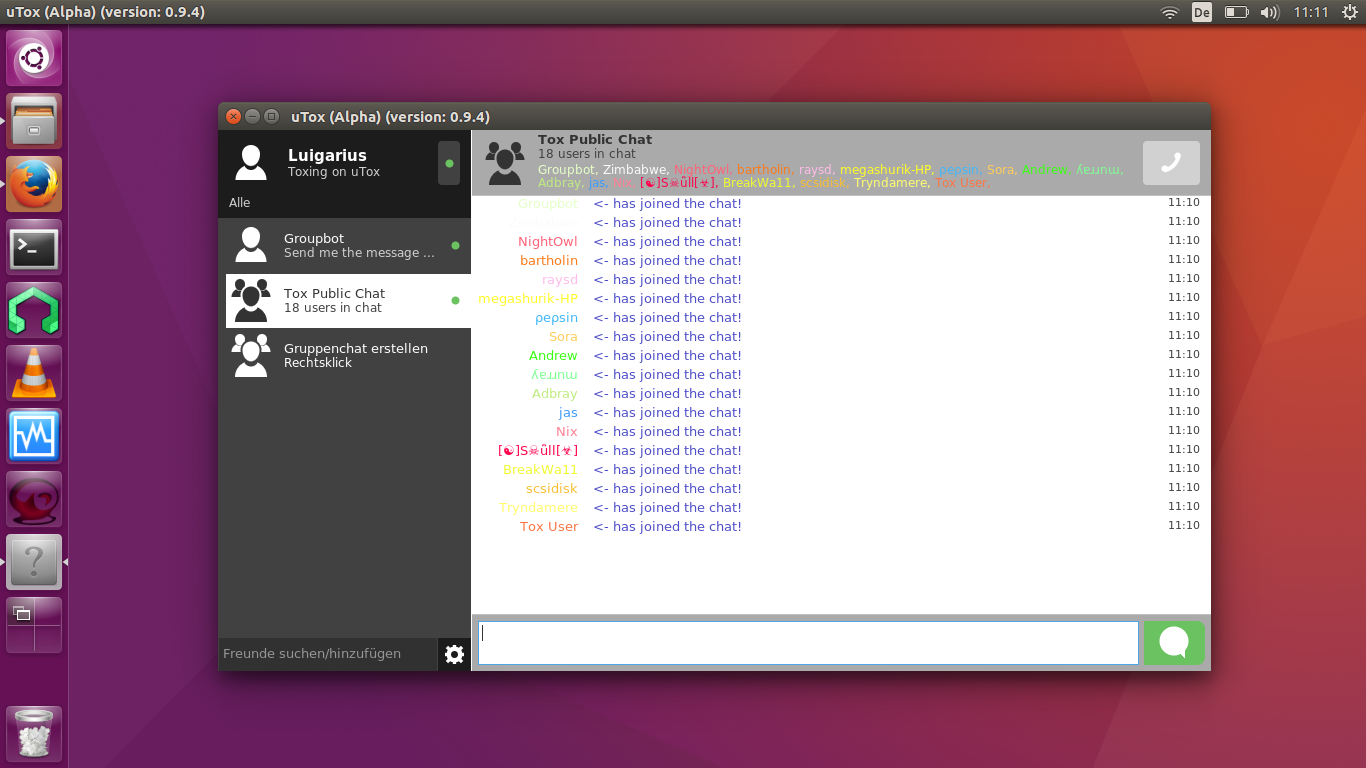 uTox (Alpha) (version: 0.9.4)
De
11:11
uTox (Alpha) (version: 0.9.4)
Luigarius
Toxing on uTox
Alle
Groupbot
Send me the message ...
Tox Public Chat
18 users in chat
Gruppenchat erstellen
Rechtsklick
Freunde suchen/hinzufügen
Tox Public Chat
18 users in chat
Groupbot, Zimbabwe, NightOwl, bartholin, raysd, megashurik-HP, ρeρsin, Sora, Andrew, ʎɐɹnɯ,
Adbray, jas, Nix, [☯]S☠ǖll[☣], BreakWa11, scsidisk, Tryndamere, Tox User,
Groupbot <- has joined the chat! 11:10
<- has joined the chat! 11:10
NightOwl <- has joined the chat! 11:10
bartholin <- has joined the chat! 11:10
raysd <- has joined the chat! 11:10
megashurik-HP <- has joined the chat! 11:10
ρeρsin <- has joined the chat! 11:10
Sora <- has joined the chat! 11:10
Andrew <- has joined the chat! 11:10
ʎɐɹnɯ <- has joined the chat! 11:10
Adbray <- has joined the chat! 11:10
jas <- has joined the chat! 11:10
Nix <- has joined the chat! 11:10
[☯]S☠ǖll[☣] <- has joined the chat! 11:10
BreakWa11 <- has joined the chat! 11:10
scsidisk <- has joined the chat! 11:10
Tryndamere <- has joined the chat! 11:10
Tox User <- has joined the chat! 11:10